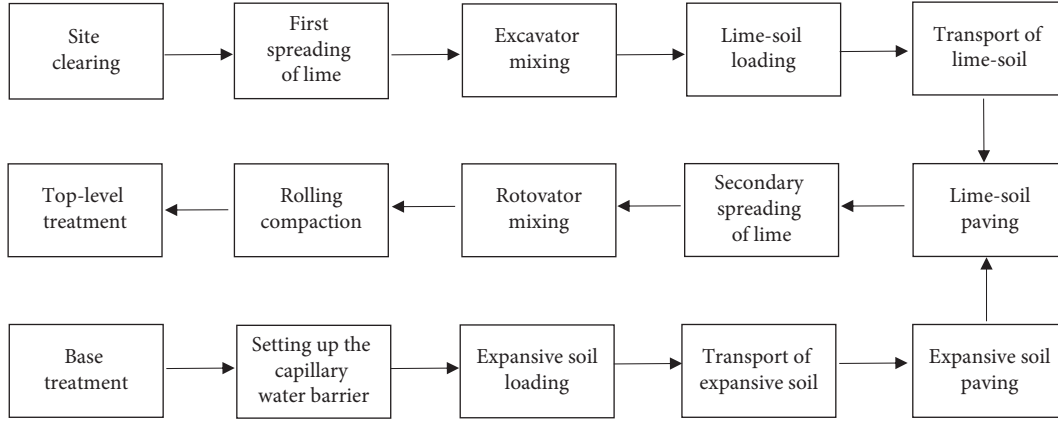 Site
clearing
First
spreading
of lime
Excavator
mixing
Lime-soil
loading
Transport of
lime-soil
Top-level
treatment
Rolling
compaction
Rotovator
mixing
Secondary
spreading
of lime
Lime-soil
paving
Base
treatment
Setting up the
capillary
water barrier
Expansive soil
loading
Transport of
expansive soil
Expansive soil
paving